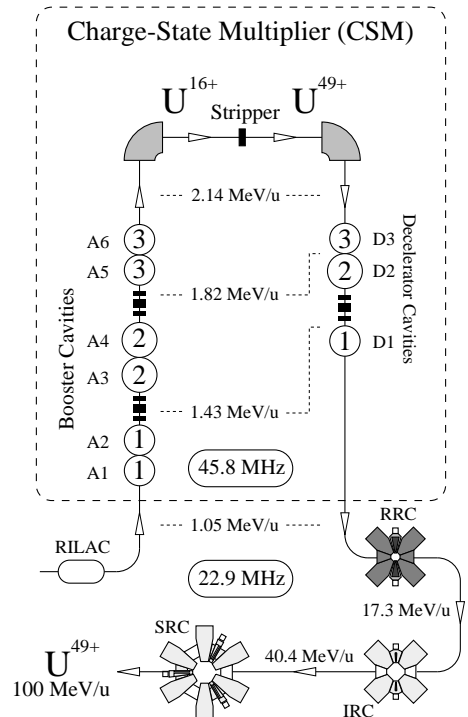 Charge-State Multiplier (CSM)
U16+
Stripper
U49+
2.14 MeV/u
A6 3
A5 3
3 D3
2 D2
1.82 MeV/u
A4 2
A3 2
1 D1
1.43 MeV/u
A2 1
A1 1
Booster Cavities
Decelerator Cavities
45.8 MHz
1.05 MeV/u
RILAC
22.9 MHz
RRC
17.3 MeV/u
SRC
40.4 MeV/u
IRC
U49+
100 MeV/u